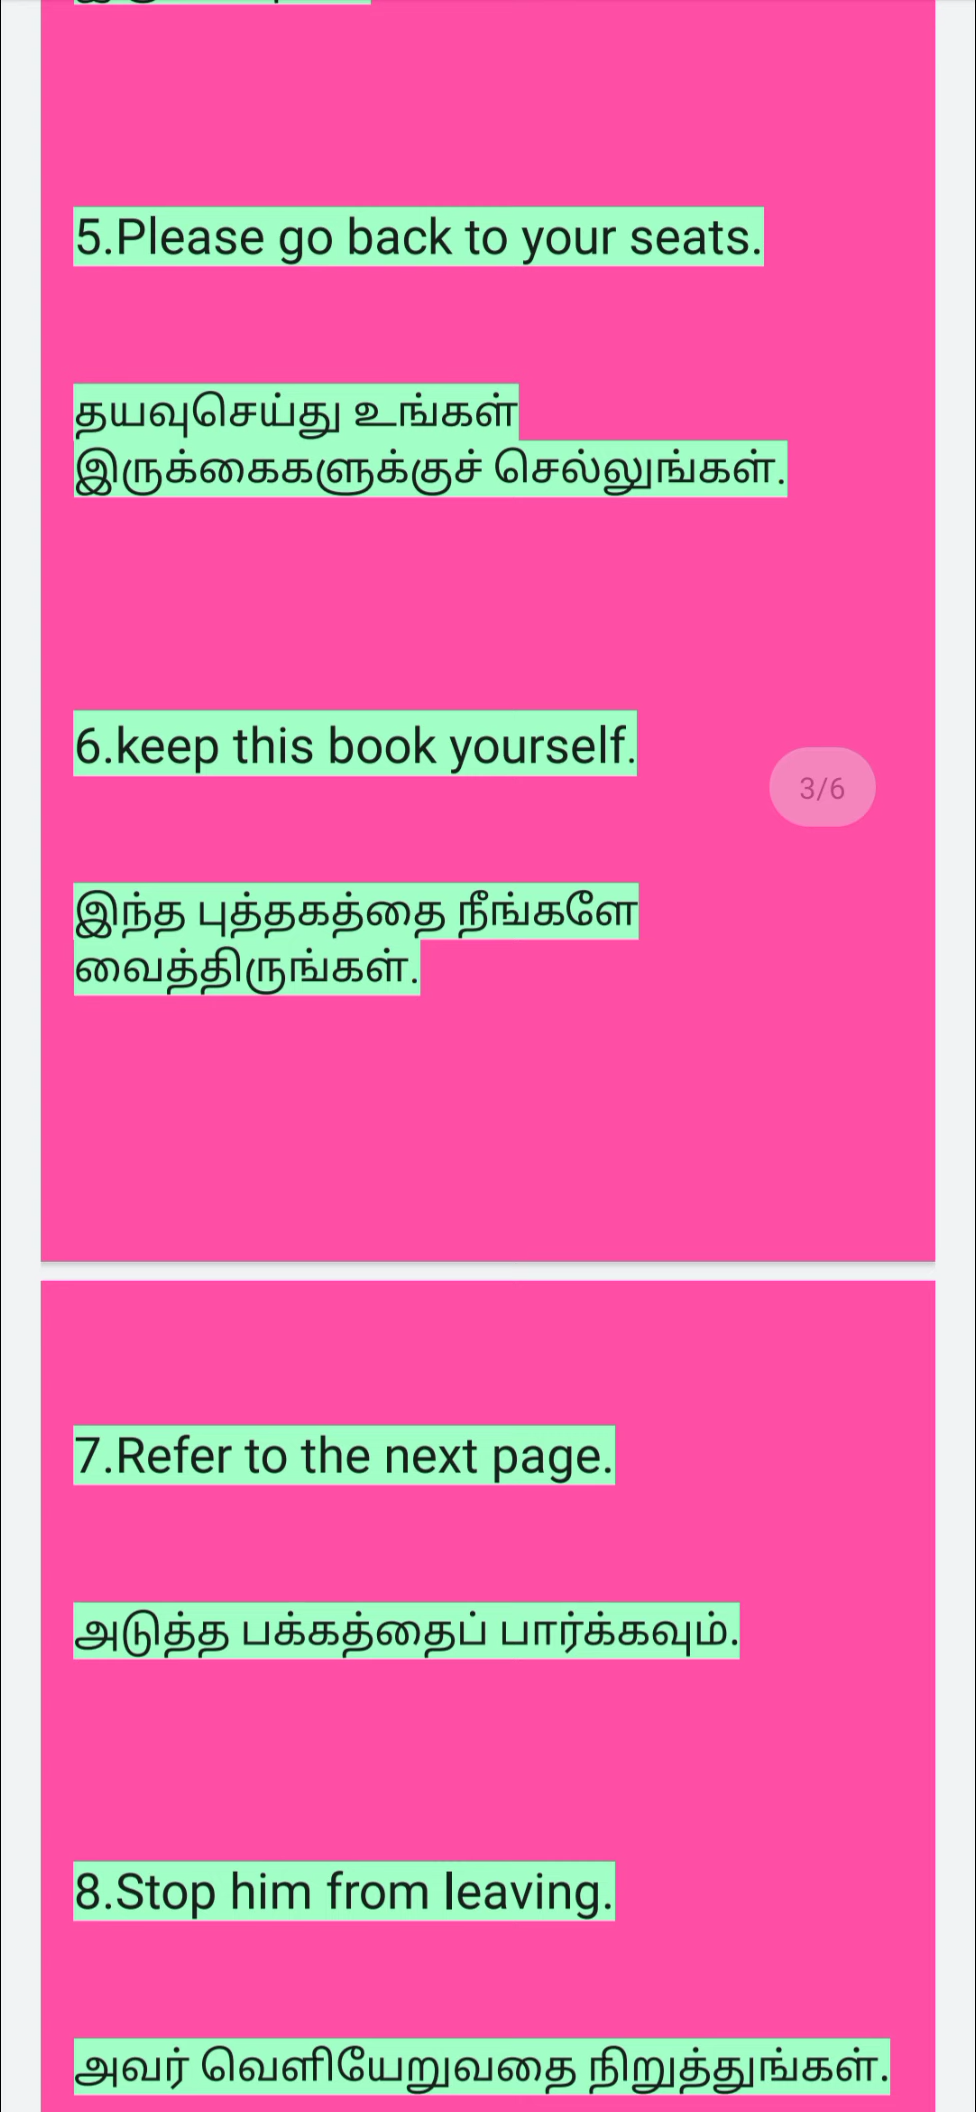 5.Please go back to your seats.
தயவுசெய்து உங்கள்
இருக்கைகளுக்குச் செல்லுங்கள்.
6.keep this book yourself.
3/6
இந்த புத்தகத்தை நீங்களே
வைத்திருங்கள்.
7.Refer to the next page.
அடுத்த பக்கத்தைப் பார்க்கவும்.
8.Stop him from leaving.
அவர் வெளியேறுவதை நிறுத்துங்கள்.